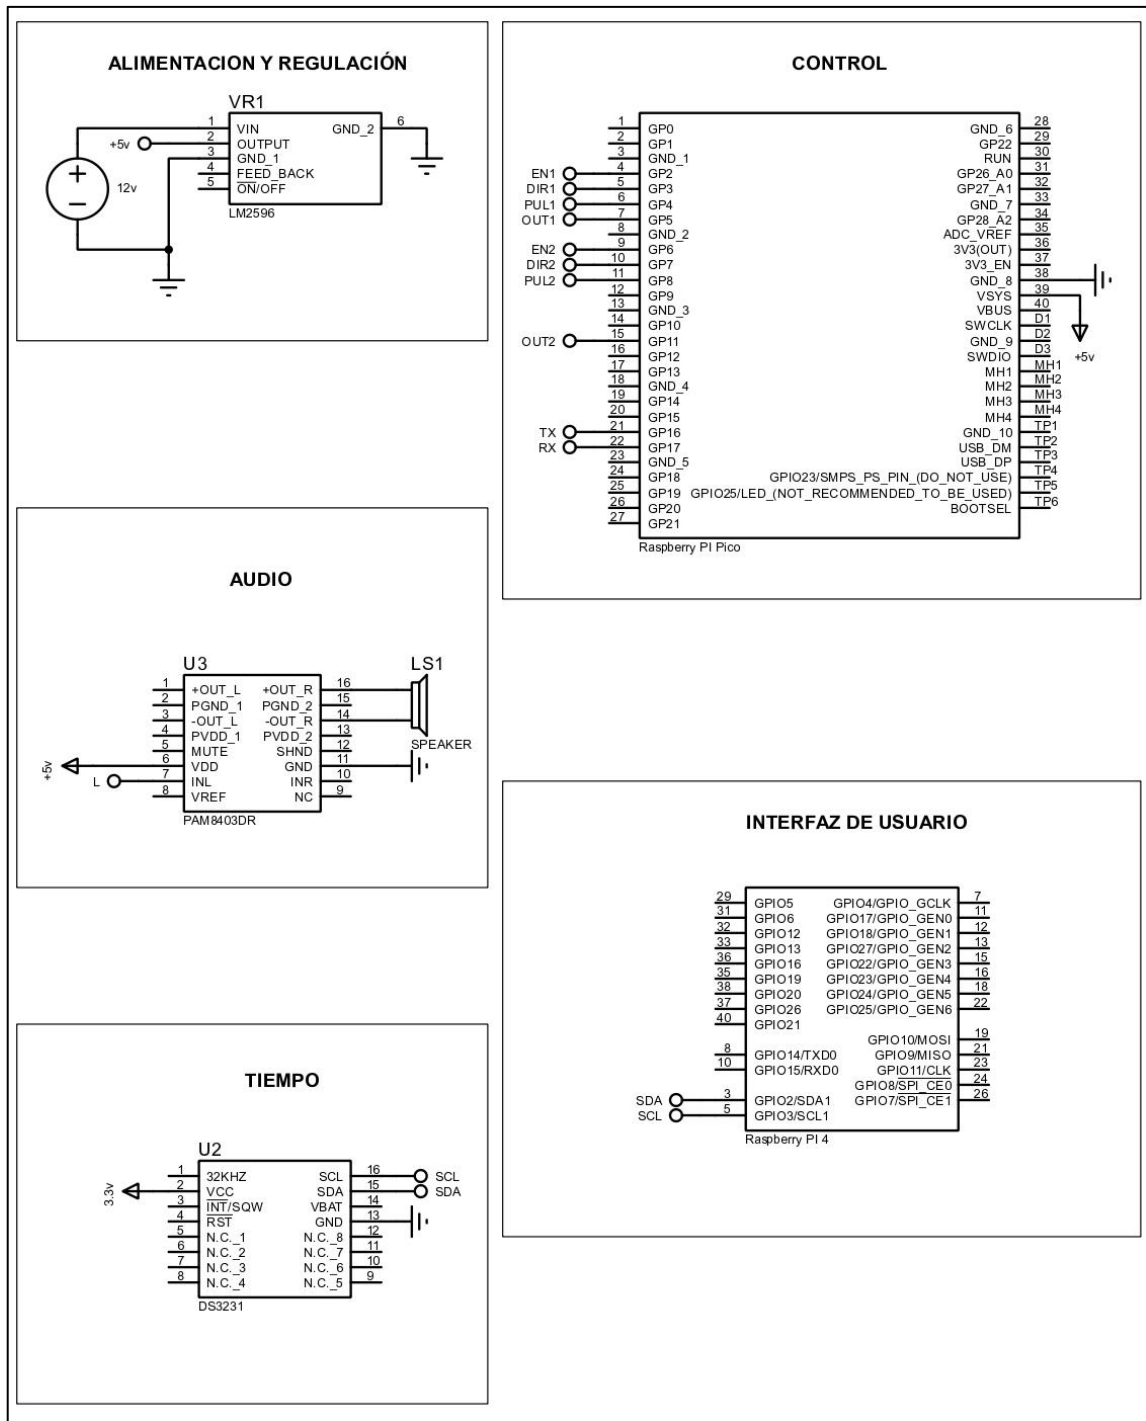 ALIMENTACION Y REGULACIÓN
VR1
1 VIN GND_2 6
+5v 2 OUTPUT
3 GND_1
4 FEED_BACK
5 ON/OFF
12v
LM2596
CONTROL
1 GP0 GND_6 28
2 GP1 GP22 29
3 GND_1 RUN 30
EN1 4 GP2 GP26_A0 31
DIR1 5 GP3 GP27_A1 32
PUL1 6 GP4 GND_7 33
OUT1 7 GP5 GP28_A2 34
8 GND_2 ADC_VREF 35
EN2 9 GP6 3V3(OUT) 36
DIR2 10 GP7 3V3_EN 37
PUL2 11 GP8 GND_8 38
12 GP9 VSYS 39
13 GND_3 VBUS 40
14 GP10 SWCLK D1
OUT2 15 GP11 GND_9 D2
16 GP12 SWDIO D3
+5v
17 GP13 MH1 MH1
18 GND_4 MH2 MH2
19 GP14 MH3 MH3
20 GP15 MH4 MH4
TX 21 GP16 GND_10 TP1
RX 22 GP17 USB_DM TP2
23 GND_5 USB_DP TP3
24 GP18 GPIO23/SMPS_PS_PIN_(DO_NOT_USE) TP4
25 GP19 GPIO25/LED_(NOT_RECOMMENDED_TO_BE_USED) TP5
26 GP20 BOOTSEL TP6
27 GP21
Raspberry PI Pico
AUDIO
U3 LS1
1 +OUT_L +OUT_R 16
2 PGND_1 PGND_2 15
3 -OUT_L -OUT_R 14
4 PVDD_1 PVDD_2 13
SPEAKER
5 MUTE SHND 12
+5v 6 VDD GND 11
L 7 INL INR 10
8 VREF NC 9
PAM8403DR
INTERFAZ DE USUARIO
29 GPIO5 GPIO4/GPIO_GCLK 7
31 GPIO6 GPIO17/GPIO_GEN0 11
32 GPIO12 GPIO18/GPIO_GEN1 12
33 GPIO13 GPIO27/GPIO_GEN2 13
36 GPIO16 GPIO22/GPIO_GEN3 15
35 GPIO19 GPIO23/GPIO_GEN4 16
38 GPIO20 GPIO24/GPIO_GEN5 18
37 GPIO26 GPIO25/GPIO_GEN6 22
40 GPIO21
GPIO10/MOSI 19
8 GPIO14/TXD0 GPIO9/MISO 21
10 GPIO15/RXD0 GPIO11/CLK 23
GPIO8/SPI_CE0 24
SDA 3 GPIO2/SDA1 GPIO7/SPI_CE1 26
SCL 5 GPIO3/SCL1
Raspberry PI 4
TIEMPO
U2
1 32KHZ SCL 16 SCL
3.3v 2 VCC SDA 15 SDA
3 INT/SQW VBAT 14
4 RST GND 13
5 N.C._1 N.C._8 12
6 N.C._2 N.C._7 11
7 N.C._3 N.C._6 10
8 N.C._4 N.C._5 9
DS3231